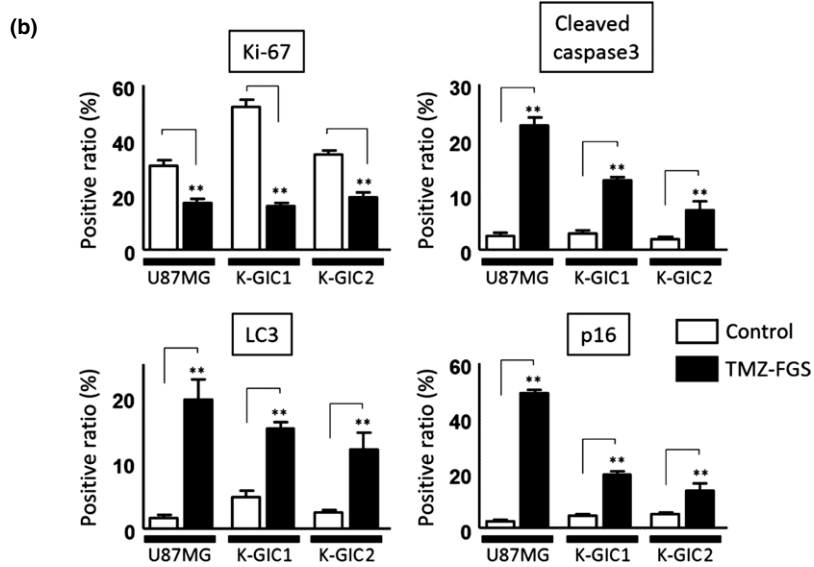 (b)
Ki-67
Positive ratio (%)
60
40
20
0
**
**
**
U87MG K-GIC1 K-GIC2
Cleaved
caspase3
Positive ratio (%)
30
20
10
0
**
**
**
U87MG K-GIC1 K-GIC2
LC3
Positive ratio (%)
20
10
0
**
**
**
U87MG K-GIC1 K-GIC2
p16
Positive ratio (%)
60
40
20
0
**
**
**
U87MG K-GIC1 K-GIC2
Control
TMZ-FGS